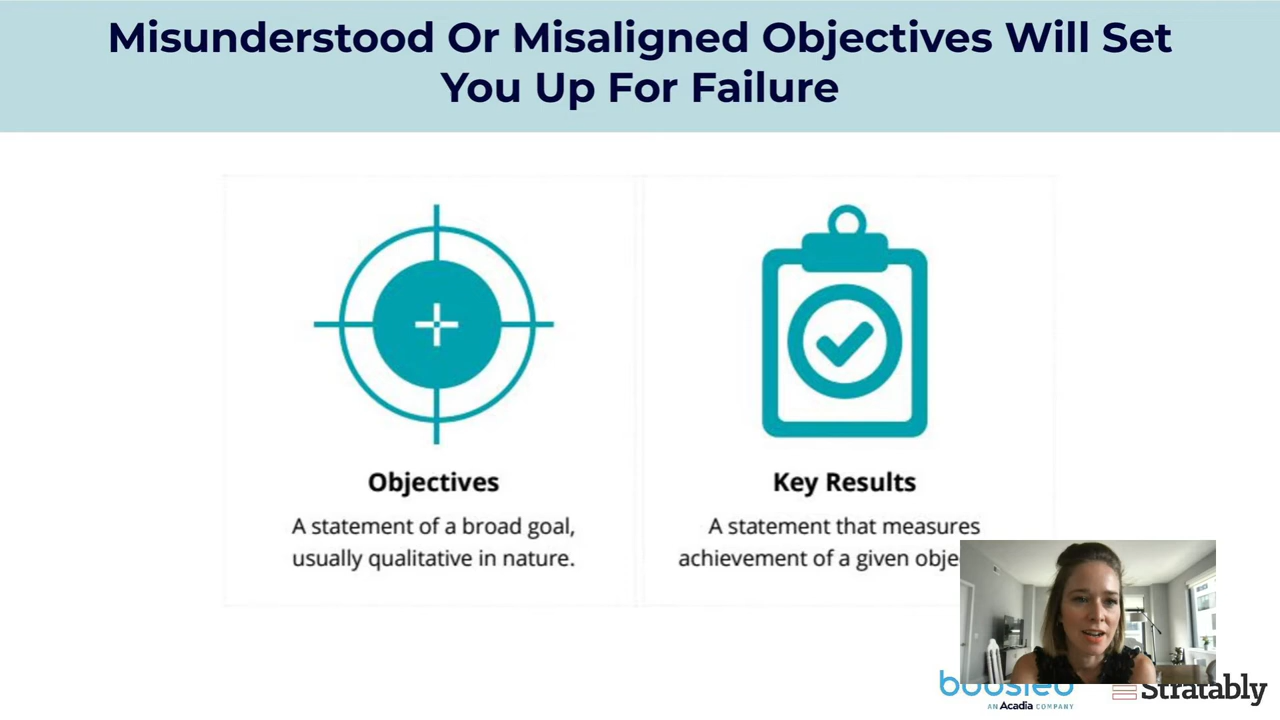 Misunderstood Or Misaligned Objectives Will Set
You Up For Failure
Objectives
A statement of a broad goal,
usually qualitative in nature.
Key Results
A statement that measures
achievement of a given
AN Acadia COMPANY
Stratably